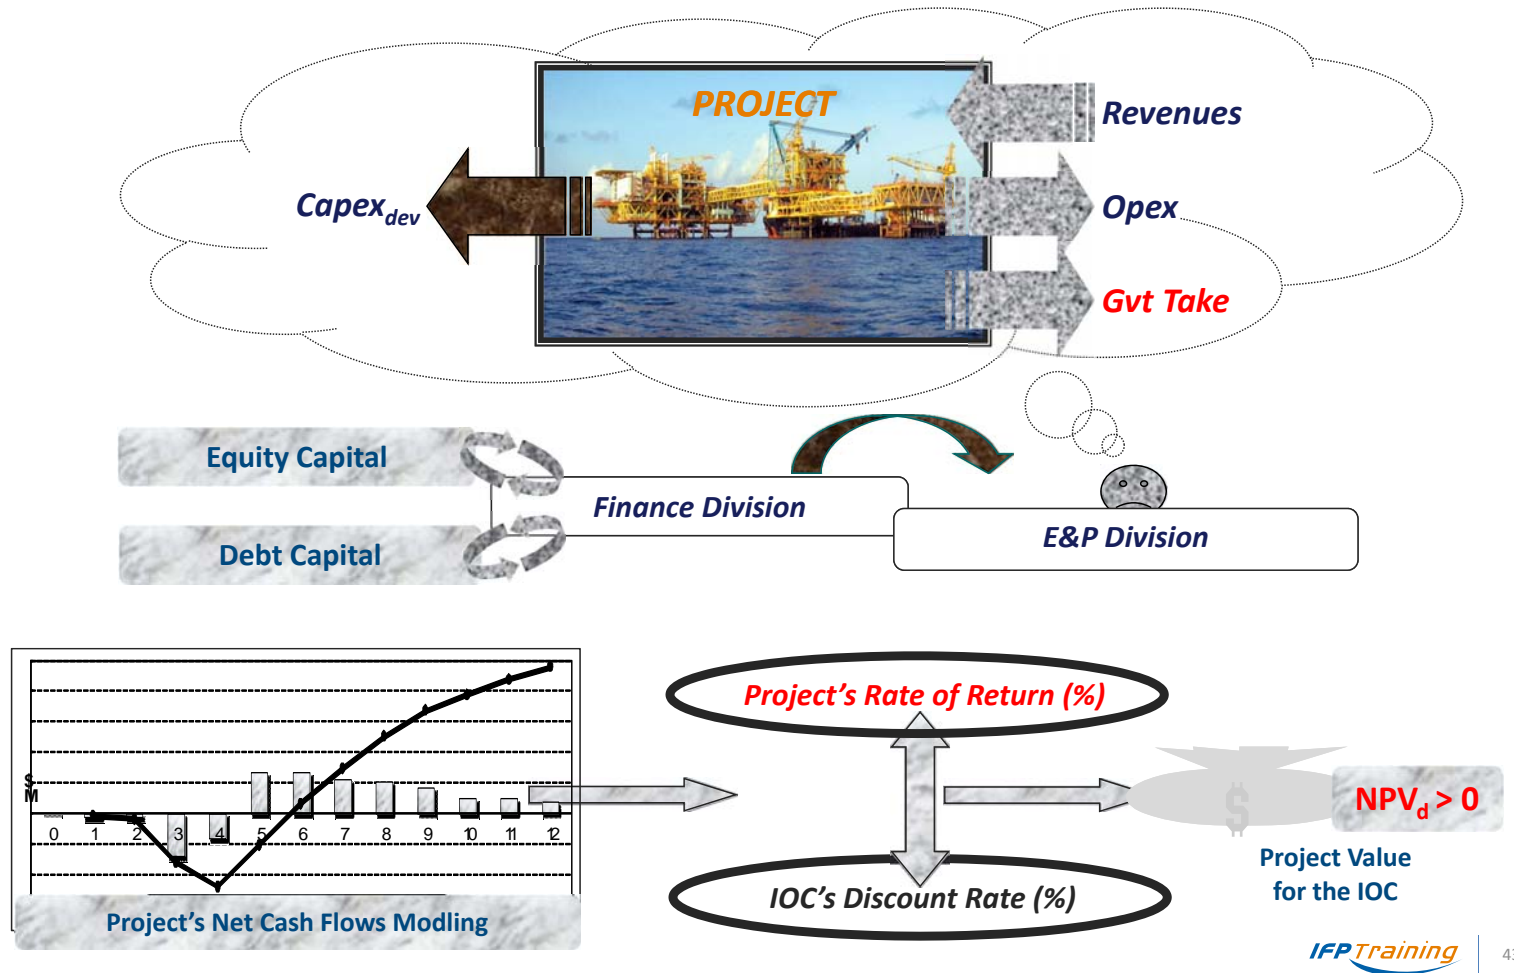 PROJECT
Revenues
Capex dev
Opex
Gvt Take
Equity Capital
Finance Division
E&P Division
Debt Capital
$
M
0 1 2 3 4 5 6 7 8 9 10 11 12
Project's Net Cash Flows Modling
Project's Rate of Return (%)
IOC's Discount Rate (%)
$
NPVd > 0
Project Value
for the IOC
IFP Training